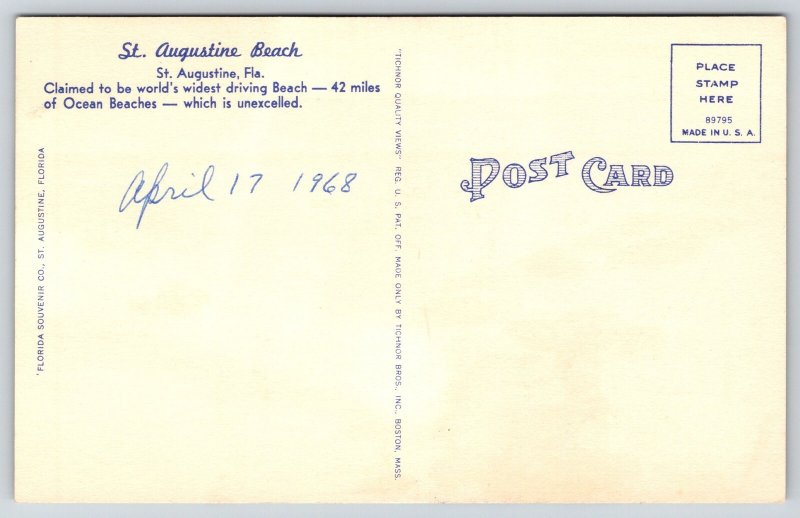 St. Augustine Beach
St. Augustine, Fla.
Claimed to be world's widest driving Beach — 42 miles
of Ocean Beaches — which is unexcelled.
April 17 1968
FLORIDA SOUVENIR CO., ST. AUGUSTINE, FLORIDA
"TICHNOR QUALITY VIEWS" REG. U. S. PAT. OFF. MADE ONLY BY TICHNOR BROS., INC., BOSTON, MASS.
POST CARD
PLACE
STAMP
HERE
89795
MADE IN U. S. A.